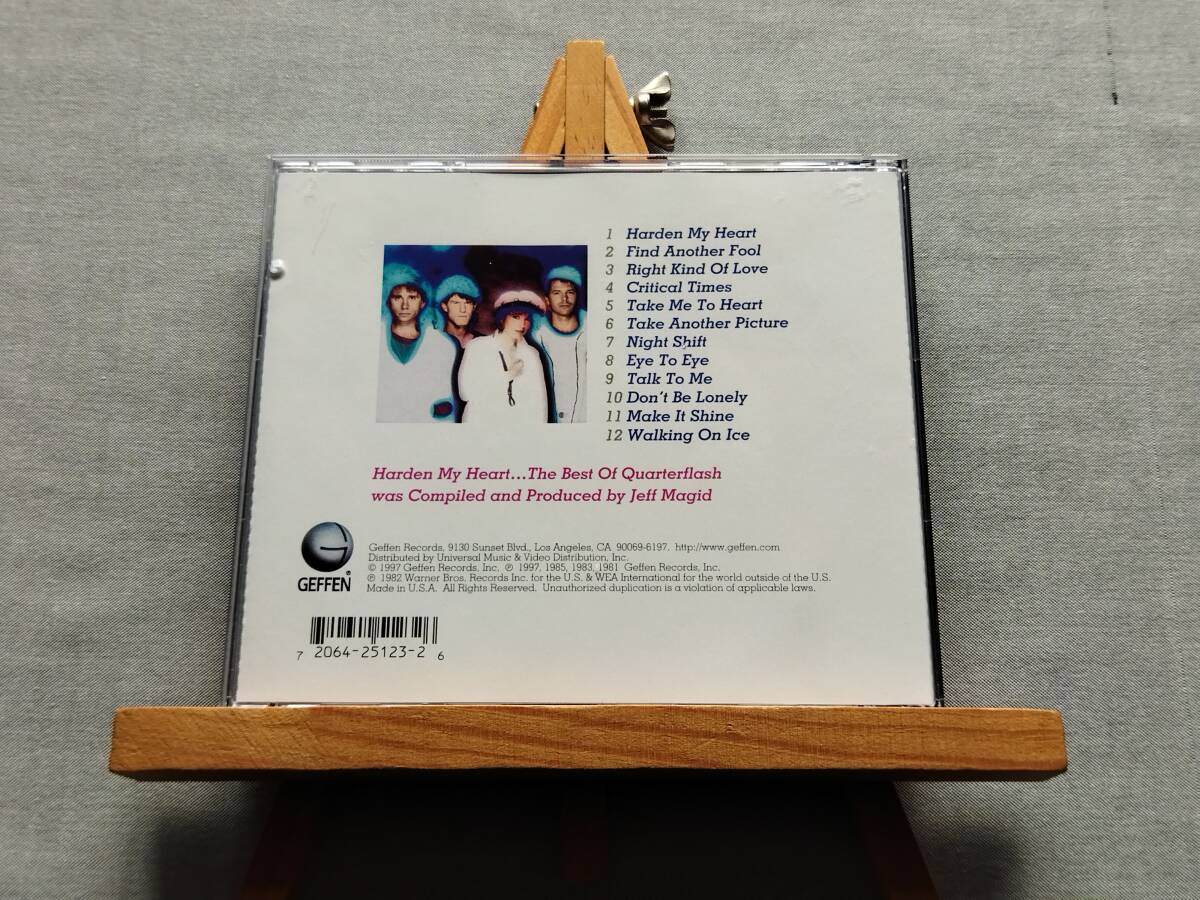 1 Harden My Heart
2 Find Another Fool
3 Right Kind Of Love
4 Critical Times
5 Take Me To Heart
6 Take Another Picture
7 Night Shift
8 Eye To Eye
9 Talk To Me
10 Don't Be Lonely
11 Make It Shine
12 Walking On Ice
Harden My Heart...The Best Of Quarterflash
was Compiled and Produced by Jeff Magid
GEFFEN®
Geffen Records, 9130 Sunset Blvd., Los Angeles, CA 90069-6197. http://www.geffen.com
Distributed by Universal Music & Video Distribution, Inc.
© 1997 Geffen Records, Inc. ℗ 1997, 1985, 1983, 1981 Geffen Records, Inc.
℗ 1982 Warner Bros. Records Inc. for the U.S. & WEA International for the world outside of the U.S.
Made in U.S.A. All Rights Reserved. Unauthorized duplication is a violation of applicable laws.
7 2064-25123-2 6